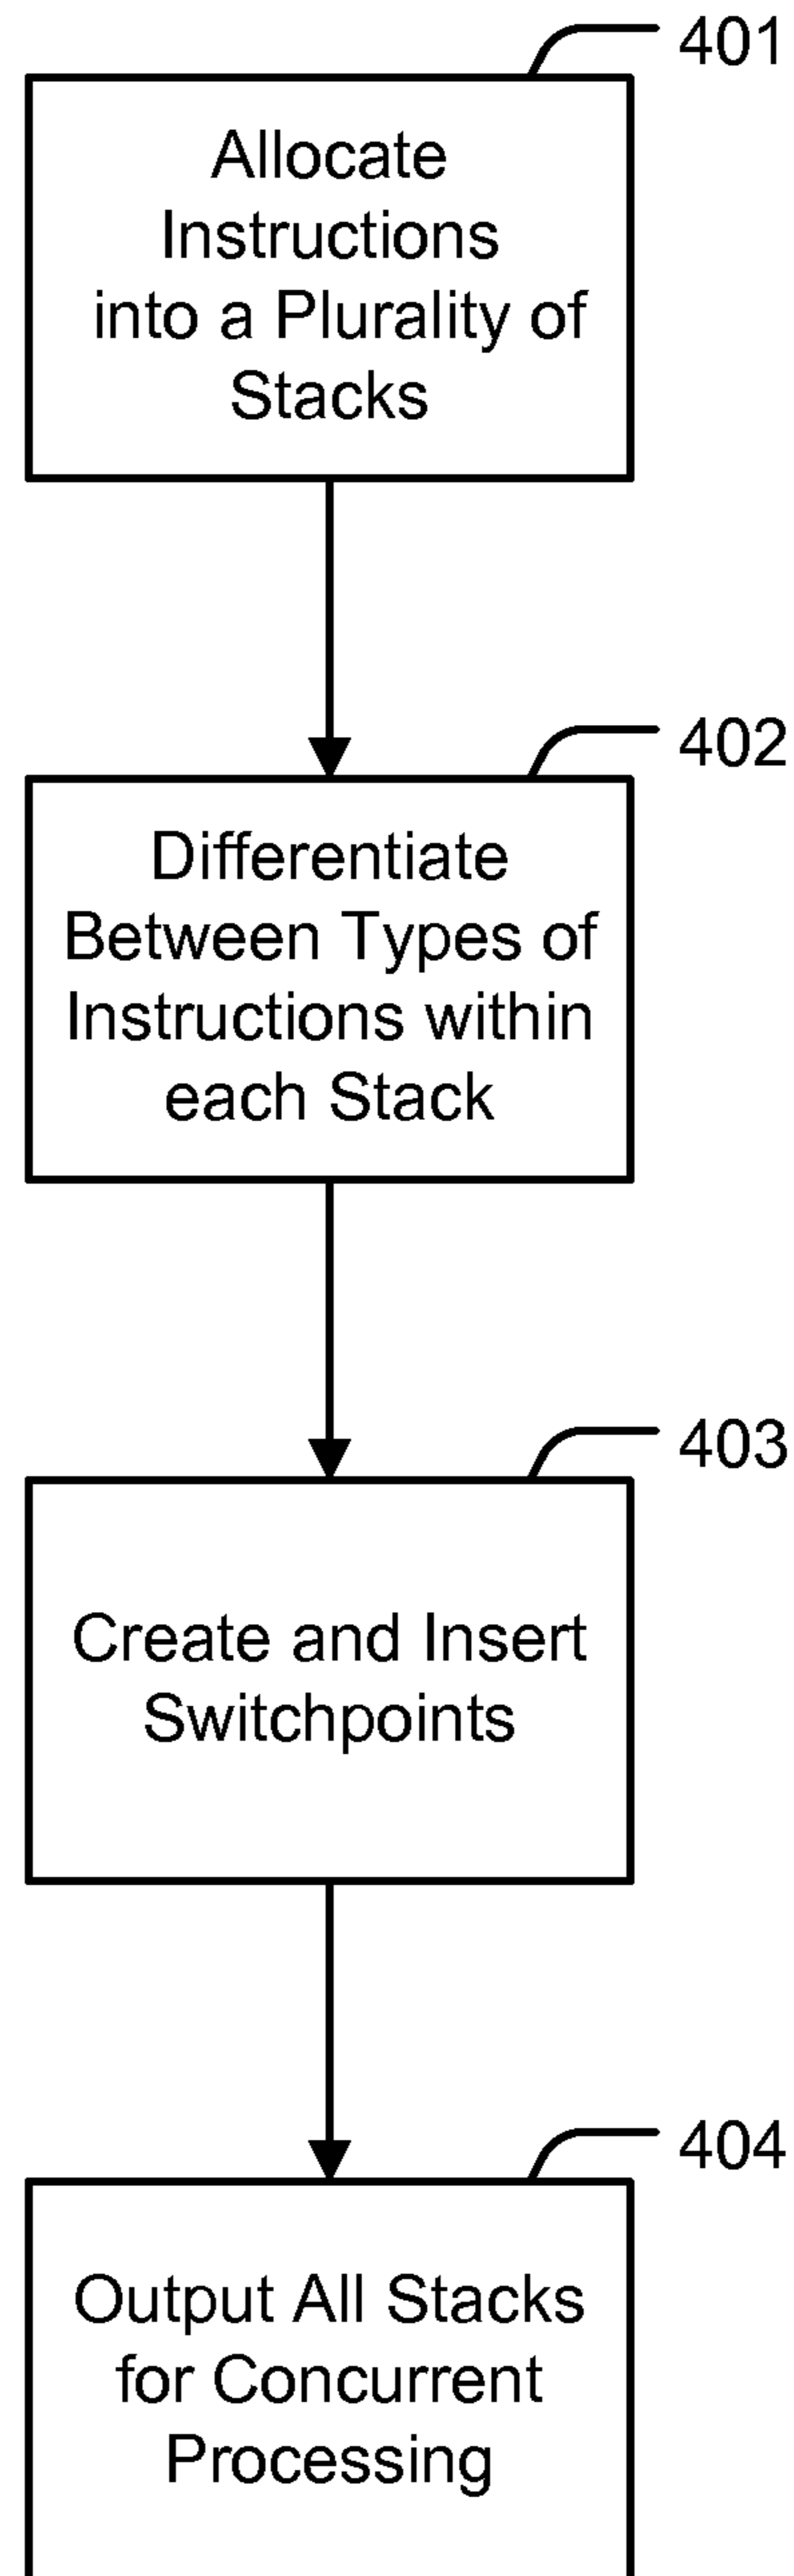 401
Allocate
Instructions
into a Plurality of
Stacks
402
Differentiate
Between Types of
Instructions within
each Stack
403
Create and Insert
Switchpoints
404
Output All Stacks
for Concurrent
Processing